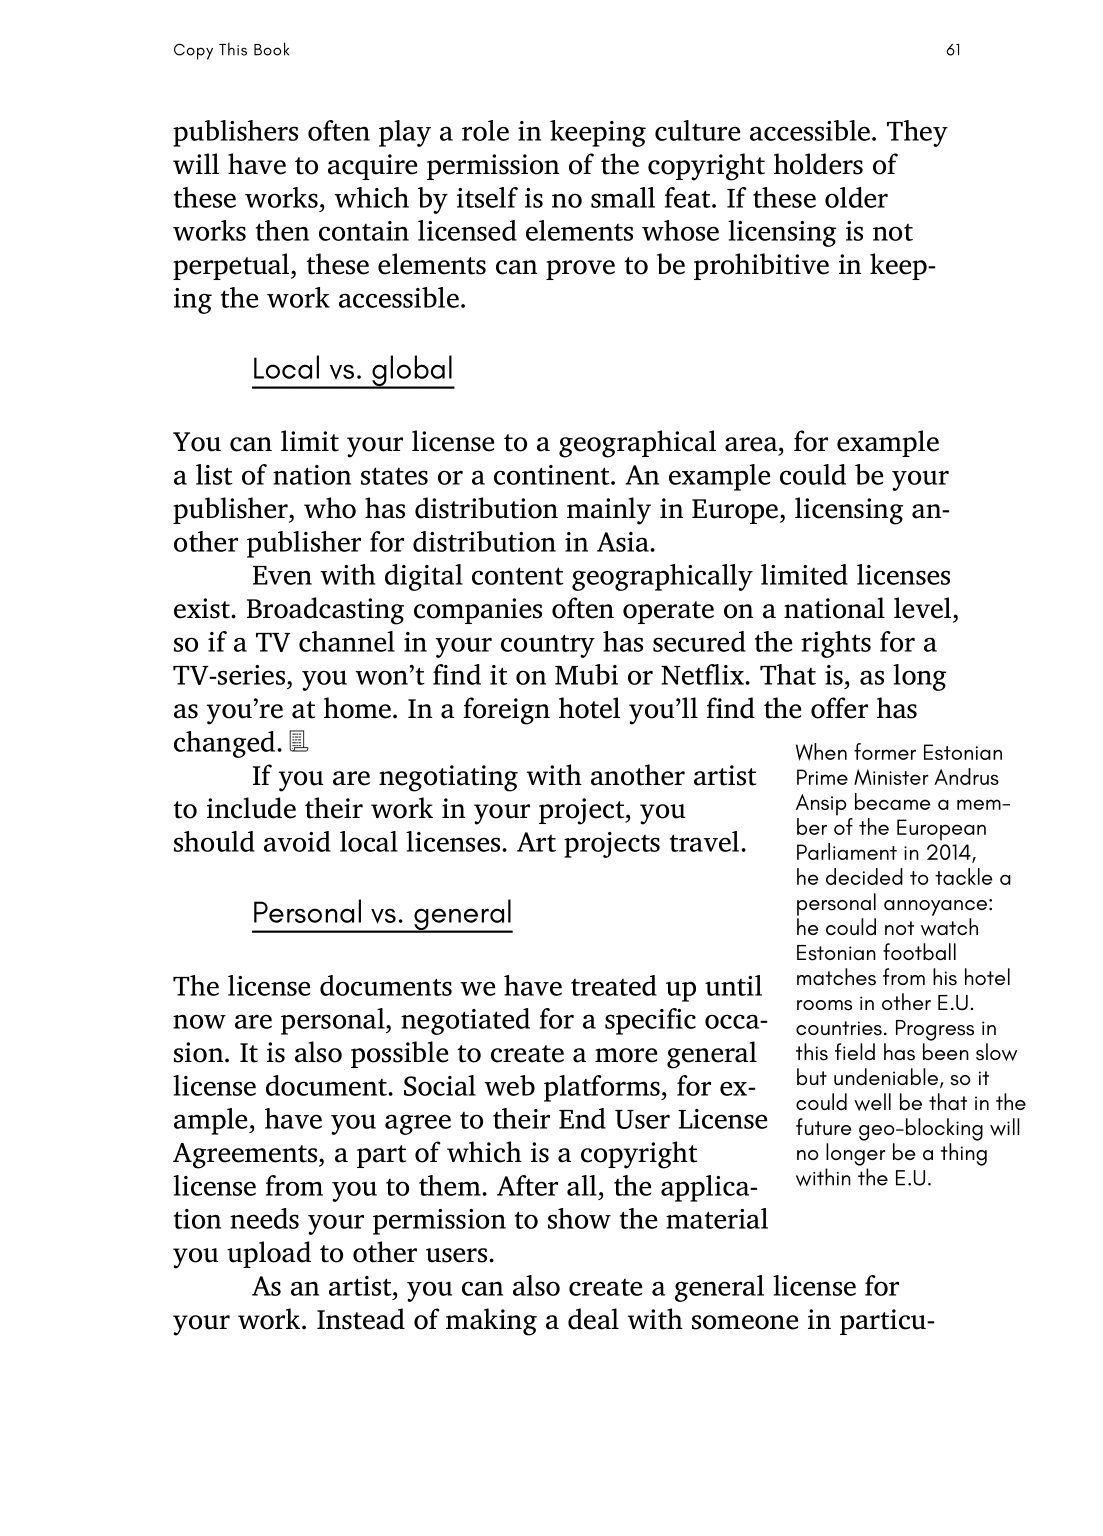 Copy This Book
61
publishers often play a role in keeping culture accessible. They
will have to acquire permission of the copyright holders of
these works, which by itself is no small feat. If these older
works then contain licensed elements whose licensing is not
perpetual, these elements can prove to be prohibitive in keep-
ing the work accessible.
Local vs. global
You can limit your license to a geographical area, for example
a list of nation states or a continent. An example could be your
publisher, who has distribution mainly in Europe, licensing an-
other publisher for distribution in Asia.
Even with digital content geographically limited licenses
exist. Broadcasting companies often operate on a national level,
so if a TV channel in your country has secured the rights for a
TV-series, you won’t find it on Mubi or Netflix. That is, as long
as you’re at home. In a foreign hotel you’ll find the offer has
changed.
If you are negotiating with another artist
to include their work in your project, you
should avoid local licenses. Art projects travel.
Personal vs. general
The license documents we have treated up until
now are personal, negotiated for a specific occa-
sion. It is also possible to create a more general
license document. Social web platforms, for ex-
ample, have you agree to their End User License
Agreements, a part of which is a copyright
license from you to them. After all, the applica-
tion needs your permission to show the material
you upload to other users.
As an artist, you can also create a general license for
your work. Instead of making a deal with someone in particu-
When former Estonian
Prime Minister Andrus
Ansip became a mem-
ber of the European
Parliament in 2014,
he decided to tackle a
personal annoyance:
he could not watch
Estonian football
matches from his hotel
rooms in other E.U.
countries. Progress in
this field has been slow
but undeniable, so it
could well be that in the
future geo-blocking will
no longer be a thing
within the E.U.